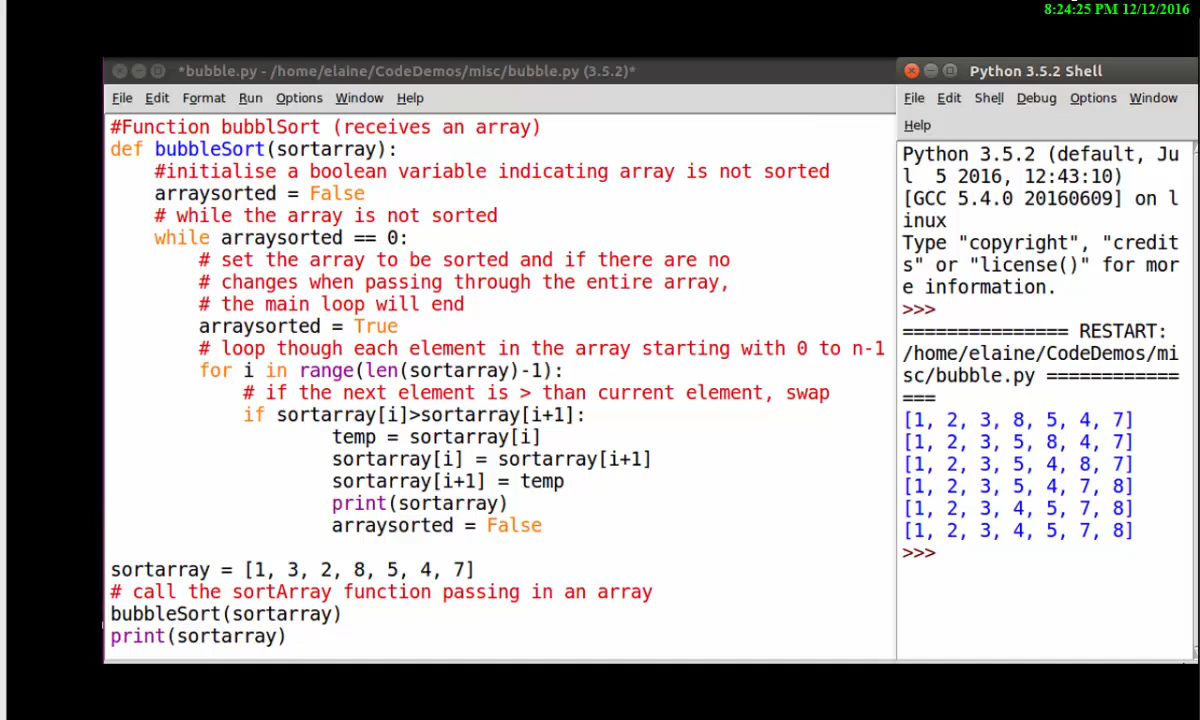 8:24:25 PM 12/12/2016
*bubble.py - /home/elaine/CodeDemos/misc/bubble.py (3.5.2)*
File Edit Format Run Options Window Help
#Function bubblSort (receives an array)
def bubbleSort(sortarray):
    #initialise a boolean variable indicating array is not sorted
    arraysorted = False
    # while the array is not sorted
    while arraysorted == 0:
        # set the array to be sorted and if there are no
        # changes when passing through the entire array,
        # the main loop will end
        arraysorted = True
        # loop though each element in the array starting with 0 to n-1
        for i in range(len(sortarray)-1):
            # if the next element is > than current element, swap
            if sortarray[i]>sortarray[i+1]:
                    temp = sortarray[i]
                    sortarray[i] = sortarray[i+1]
                    sortarray[i+1] = temp
                    print(sortarray)
                    arraysorted = False
sortarray = [1, 3, 2, 8, 5, 4, 7]
# call the sortArray function passing in an array
bubbleSort(sortarray)
print(sortarray)
Python 3.5.2 Shell
File Edit Shell Debug Options Window
Help
Python 3.5.2 (default, Ju
l  5 2016, 12:43:10)
[GCC 5.4.0 20160609] on l
inux
Type "copyright", "credit
s" or "license()" for mor
e information.
>>>
=============== RESTART:
/home/elaine/CodeDemos/mi
sc/bubble.py ============
===
[1, 2, 3, 8, 5, 4, 7]
[1, 2, 3, 5, 8, 4, 7]
[1, 2, 3, 5, 4, 8, 7]
[1, 2, 3, 5, 4, 7, 8]
[1, 2, 3, 4, 5, 7, 8]
[1, 2, 3, 4, 5, 7, 8]
>>>